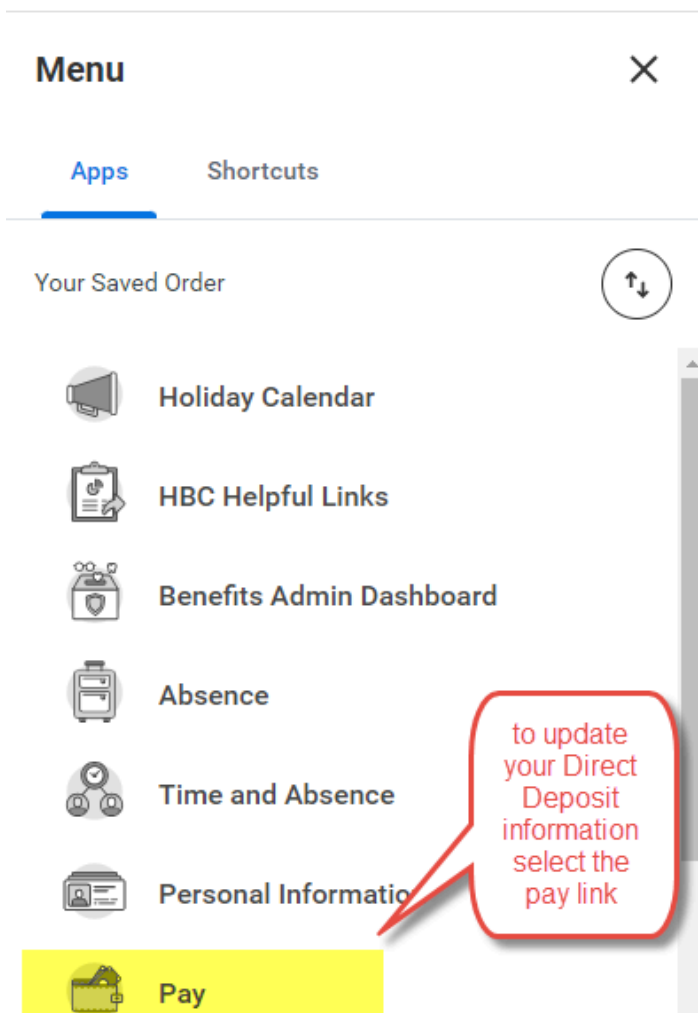 Menu
Apps
Shortcuts
Your Saved Order
Holiday Calendar
HBC Helpful Links
Benefits Admin Dashboard
Absence
Time and Absence
Personal Informatio
to update
your Direct
Deposit
information
select the
pay link
Pay